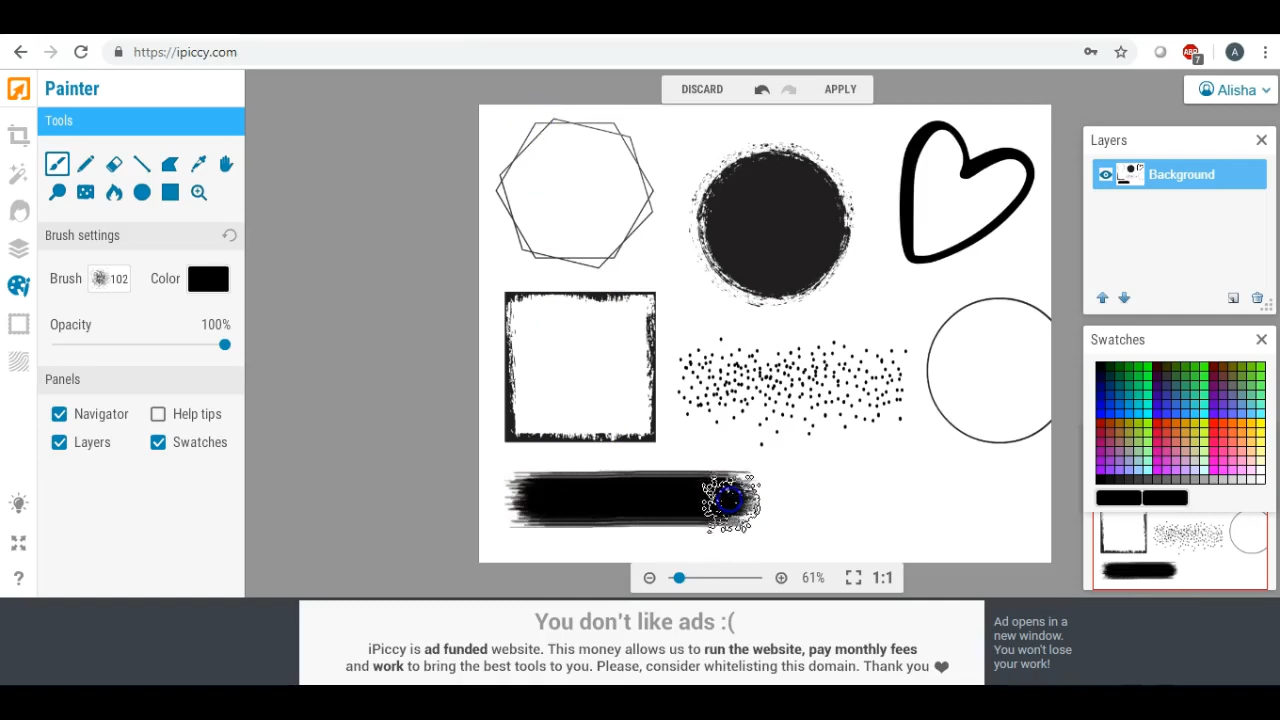 https://ipiccy.com
ABP
7
A
Painter
DISCARD
APPLY
Alisha
Tools
Layers
Background
Brush settings
Brush
102
Color
Opacity
100%
Swatches
Panels
Navigator
Help tips
Layers
Swatches
61%
1:1
?
You don't like ads :(
iPiccy is ad funded website. This money allows us to run the website, pay monthly fees
and work to bring the best tools to you. Please, consider whitelisting this domain. Thank you ❤
Ad opens in a
new window.
You won't lose
your work!